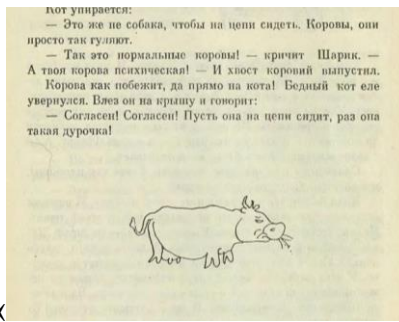 Кот упирается:
— Это же не собака, чтобы на цепи сидеть. Коровы, они
просто так гуляют.
— Так это нормальные коровы! — кричит Шарик. —
А твоя корова психическая! — И хвост коровий выпустил.
Корова как побежит, да прямо на кота! Бедный кот еле
увернулся. Влез он на крышу и говорит:
— Согласен! Согласен! Пусть она на цепи сидит, раз она
такая дурочка!